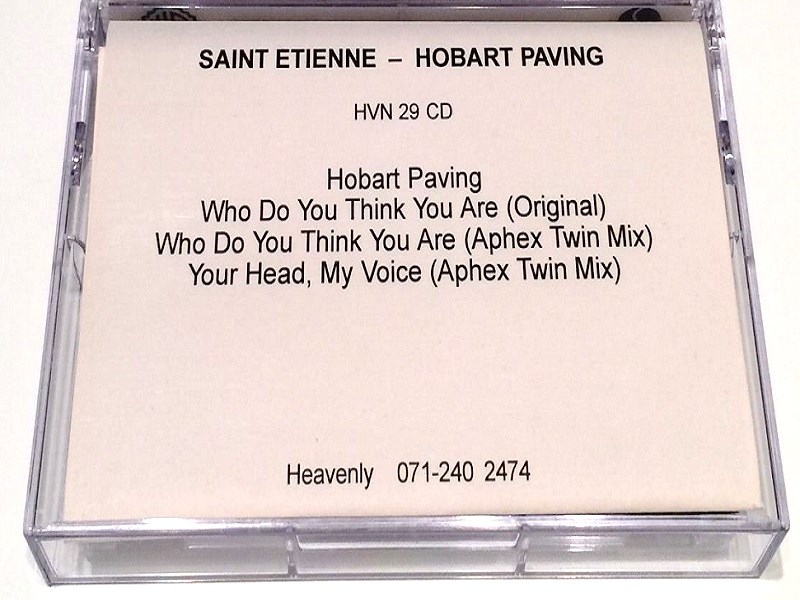 SAINT ETIENNE – HOBART PAVING
HVN 29 CD
Hobart Paving
Who Do You Think You Are (Original)
Who Do You Think You Are (Aphex Twin Mix)
Your Head, My Voice (Aphex Twin Mix)
Heavenly 071-240 2474